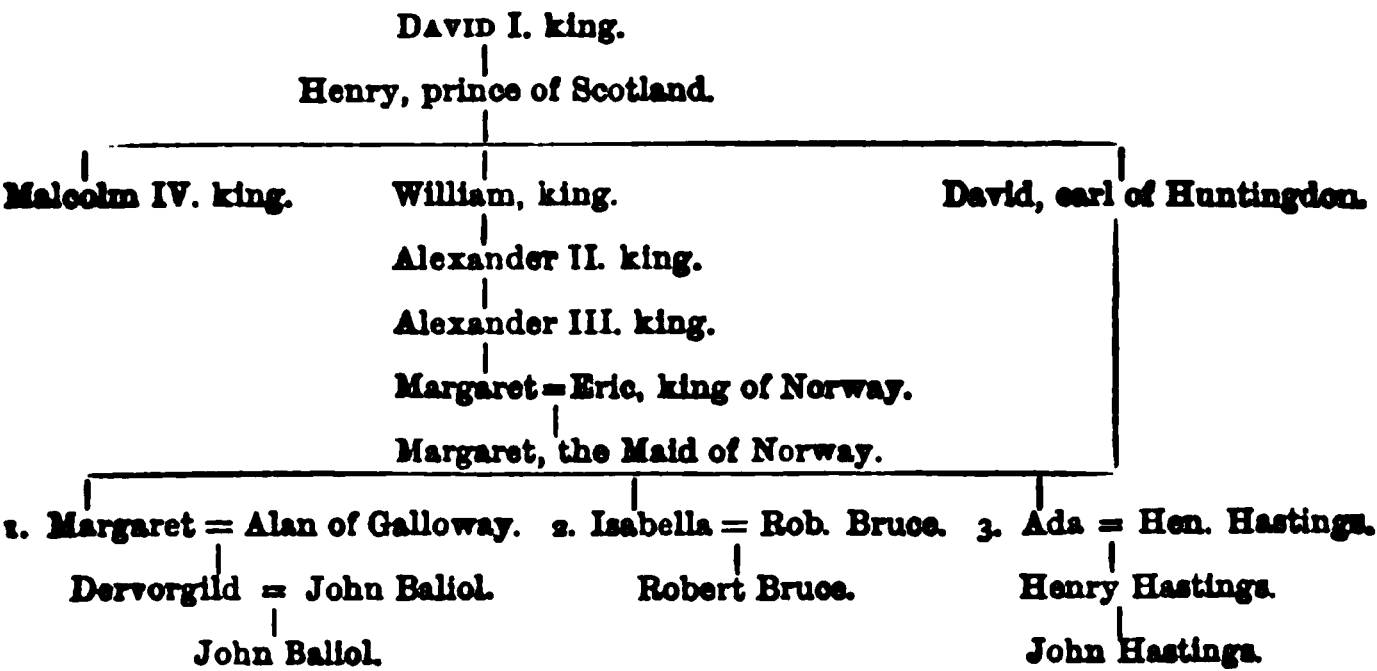 DAVID I. king.
Henry, prince of Scotland.
Malcolm IV. king. William, king. David, earl of Huntingdon.
Alexander II. king.
Alexander III. king.
Margaret = Eric, king of Norway.
Margaret, the Maid of Norway.
1. Margaret = Alan of Galloway. 2. Isabella = Rob. Bruce. 3. Ada = Hen. Hastings.
Dervorgild = John Baliol. Robert Bruce. Henry Hastings.
John Baliol. John Hastings.